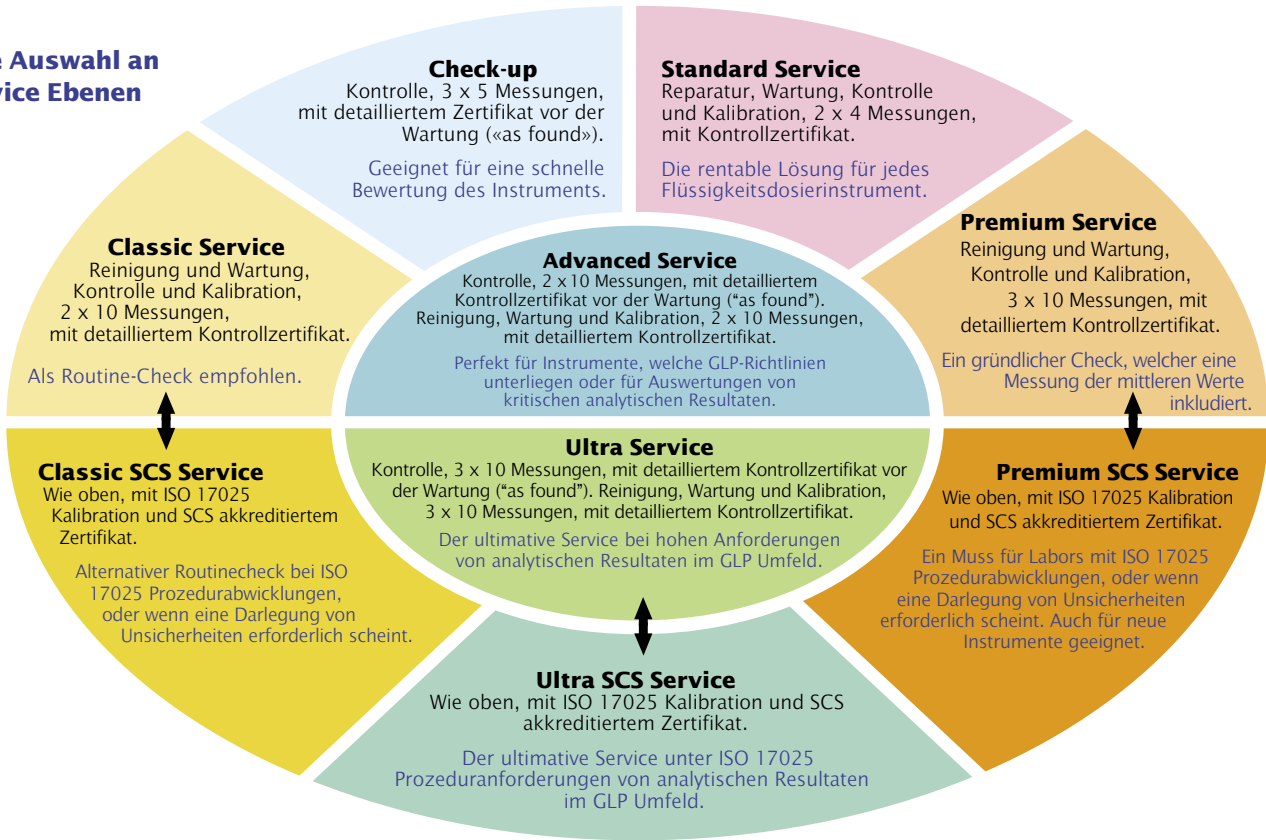 Auswahl an
Ebenen
Check-up
Kontrolle, 3 x 5 Messungen,
mit detailliertem Zertifikat vor der
Wartung («as found»).
Geeignet für eine schnelle
Bewertung des Instruments.
Standard Service
Reparatur, Wartung, Kontrolle
und Kalibration, 2 x 4 Messungen,
mit Kontrollzertifikat.
Die rentable Lösung für jedes
Flüssigkeitsdosierinstrument.
Classic Service
Reinigung und Wartung,
Kontrolle und Kalibration,
2 x 10 Messungen,
mit detailliertem Kontrollzertifikat.
Als Routine-Check empfohlen.
Advanced Service
Kontrolle, 2 x 10 Messungen, mit detailliertem
Kontrollzertifikat vor der Wartung (“as found”).
Reinigung, Wartung und Kalibration, 2 x 10 Messungen,
mit detailliertem Kontrollzertifikat.
Perfekt für Instrumente, welche GLP-Richtlinien
unterliegen oder für Auswertungen von
kritischen analytischen Resultaten.
Premium Service
Reinigung und Wartung,
Kontrolle und Kalibration,
3 x 10 Messungen, mit
detailliertem Kontrollzertifikat.
Ein gründlicher Check, welcher eine
Messung der mittleren Werte
inkludiert.
Classic SCS Service
Wie oben, mit ISO 17025
Kalibration und SCS akkreditiertem
Zertifikat.
Alternativer Routinecheck bei ISO
17025 Prozedurabwicklungen,
oder wenn eine Darlegung von
Unsicherheiten erforderlich scheint.
Ultra Service
Kontrolle, 3 x 10 Messungen, mit detailliertem Kontrollzertifikat vor
der Wartung (“as found”). Reinigung, Wartung und Kalibration,
3 x 10 Messungen, mit detailliertem Kontrollzertifikat.
Der ultimative Service bei hohen Anforderungen
von analytischen Resultaten im GLP Umfeld.
Premium SCS Service
Wie oben, mit ISO 17025 Kalibration
und SCS akkreditiertem Zertifikat.
Ein Muss für Labors mit ISO 17025
Prozedurabwicklungen, oder wenn
eine Darlegung von Unsicherheiten
erforderlich scheint. Auch für neue
Instrumente geeignet.
Ultra SCS Service
Wie oben, mit ISO 17025 Kalibration und SCS
akkreditiertem Zertifikat.
Der ultimative Service unter ISO 17025
Prozeduranforderungen von analytischen Resultaten
im GLP Umfeld.